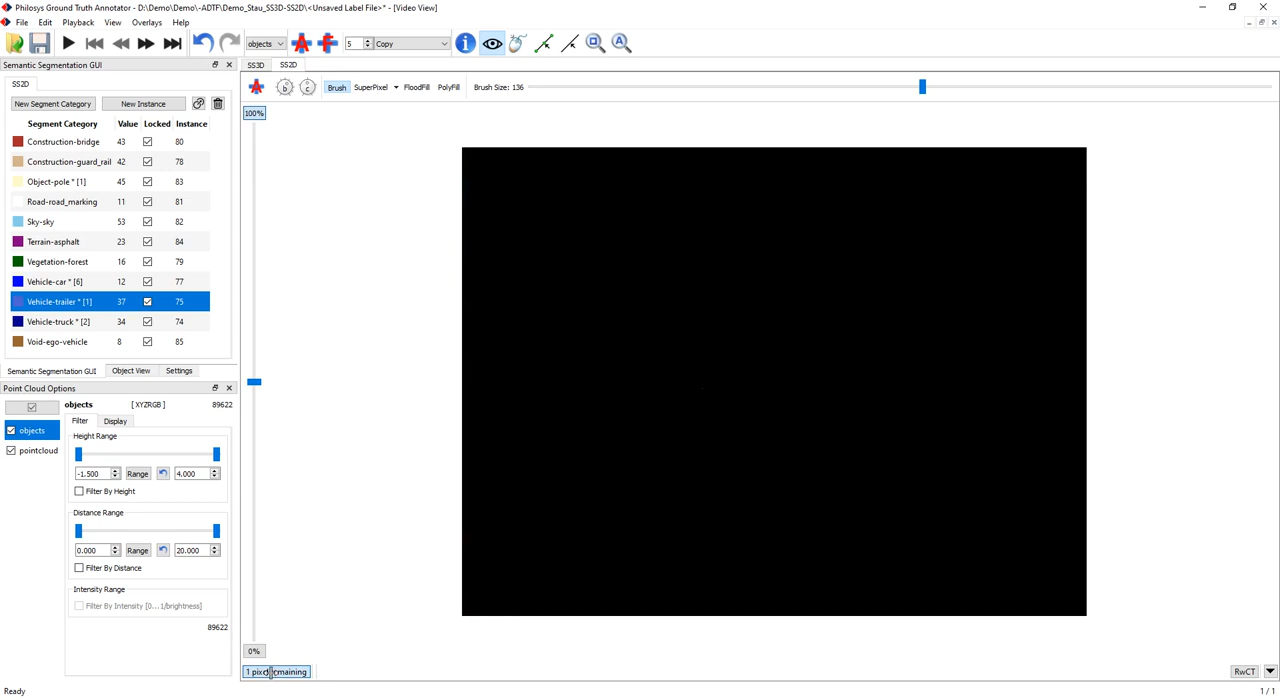 Philosys Ground Truth Annotator - D:\Demo\Demo\~ADTF\Demo_Stau_SS3D-SS2D\<Unsaved Label File>* - [Video View]
File Edit Playback View Overlays Help
objects 5 Copy
Semantic Segmentation GUI
SS2D
New Segment Category New Instance
Segment Category Value Locked Instance
Construction-bridge 43 80
Construction-guard_rail 42 78
Object-pole * [1] 45 83
Road-road_marking 11 81
Sky-sky 53 82
Terrain-asphalt 23 84
Vegetation-forest 16 79
Vehicle-car * [6] 12 77
Vehicle-trailer * [1] 37 75
Vehicle-truck * [2] 34 74
Void-ego-vehicle 8 85
Semantic Segmentation GUI Object View Settings
Point Cloud Options
objects [ XYZRGB ] 89622
objects
pointcloud
Filter Display
Height Range
-1.500 Range 4.000
Filter By Height
Distance Range
0.000 Range 20.000
Filter By Distance
Intensity Range
Filter By Intensity [0...1/brightness]
89622
SS3D SS2D
b c Brush SuperPixel FloodFill PolyFill Brush Size: 136
100%
0%
RwCT
Ready 1 / 1